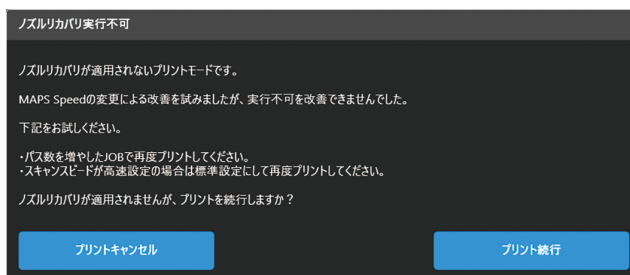 ノズルリカバリ実行不可
ノズルリカバリが適用されないプリントモードです。
MAPS Speedの変更による改善を試みましたが、実行不可を改善できませんでした。
下記をお試しください。
・パス数を増やしたJOBで再度プリントしてください。
・スキャンスピードが高速設定の場合は標準設定にして再度プリントしてください。
ノズルリカバリが適用されませんが、プリントを続行しますか？
プリントキャンセル
プリント続行